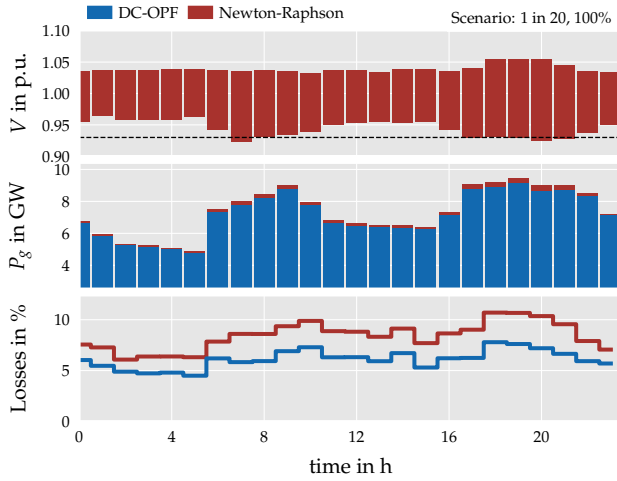 DC-OPF Newton-Raphson Scenario: 1 in 20, 100%
V in p.u.
1.10
1.05
1.00
0.95
0.90
P_g in GW
10
8
6
4
Losses in %
10
5
0
0 4 8 12 16 20
time in h